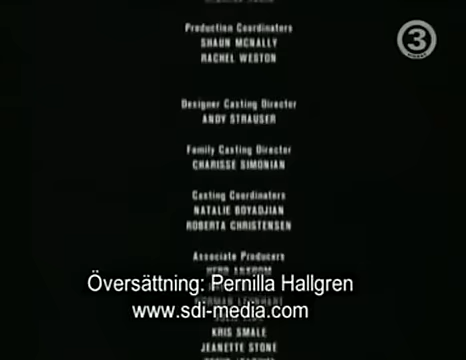 Production Coordinators
SHAUN MCNALLY
RACHEL WESTON
3
Designer Casting Director
ANDY STRAUSER
Family Casting Director
CHARISSE SIMONIAN
Casting Coordinators
NATALIE BOYADJIAN
ROBERTA CHRISTENSEN
Associate Producers
Översättning: Pernilla Hallgren
www.sdi-media.com
KRIS SMALE
JEANETTE STONE